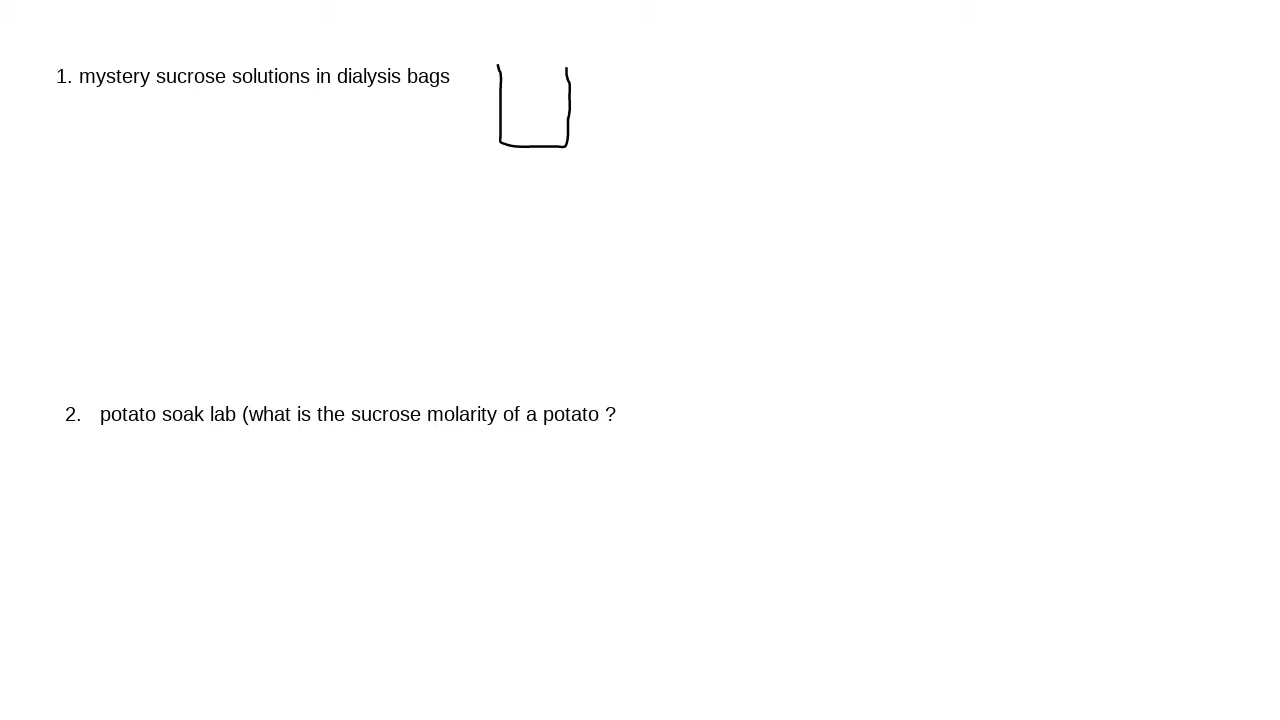 1. mystery sucrose solutions in dialysis bags
2. potato soak lab (what is the sucrose molarity of a potato ?